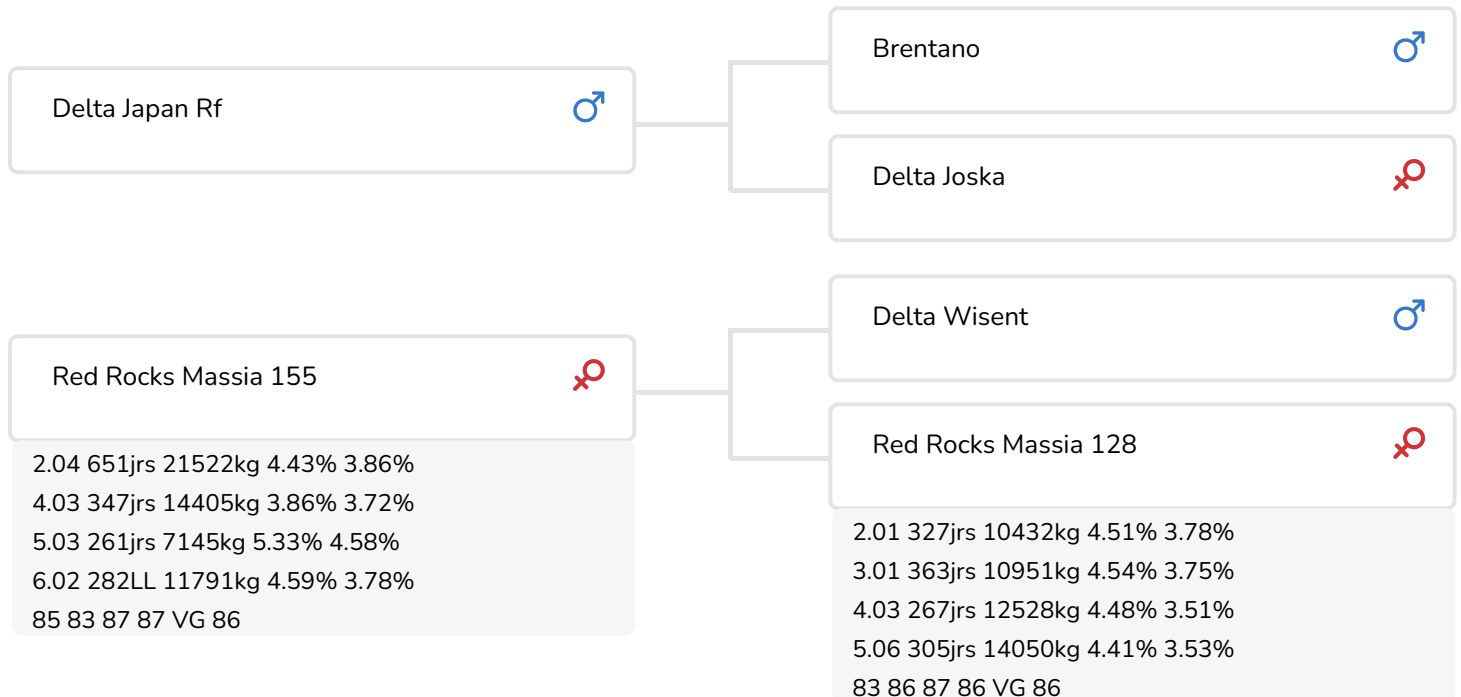 Delta Japan Rf
Brentano
Delta Joska
Red Rocks Massia 155
2.04 651jrs 21522kg 4.43% 3.86%
4.03 347jrs 14405kg 3.86% 3.72%
5.03 261jrs 7145kg 5.33% 4.58%
6.02 282LL 11791kg 4.59% 3.78%
85 83 87 87 VG 86
Delta Wisent
Red Rocks Massia 128
2.01 327jrs 10432kg 4.51% 3.78%
3.01 363jrs 10951kg 4.54% 3.75%
4.03 267jrs 12528kg 4.48% 3.51%
5.06 305jrs 14050kg 4.41% 3.53%
83 86 87 86 VG 86